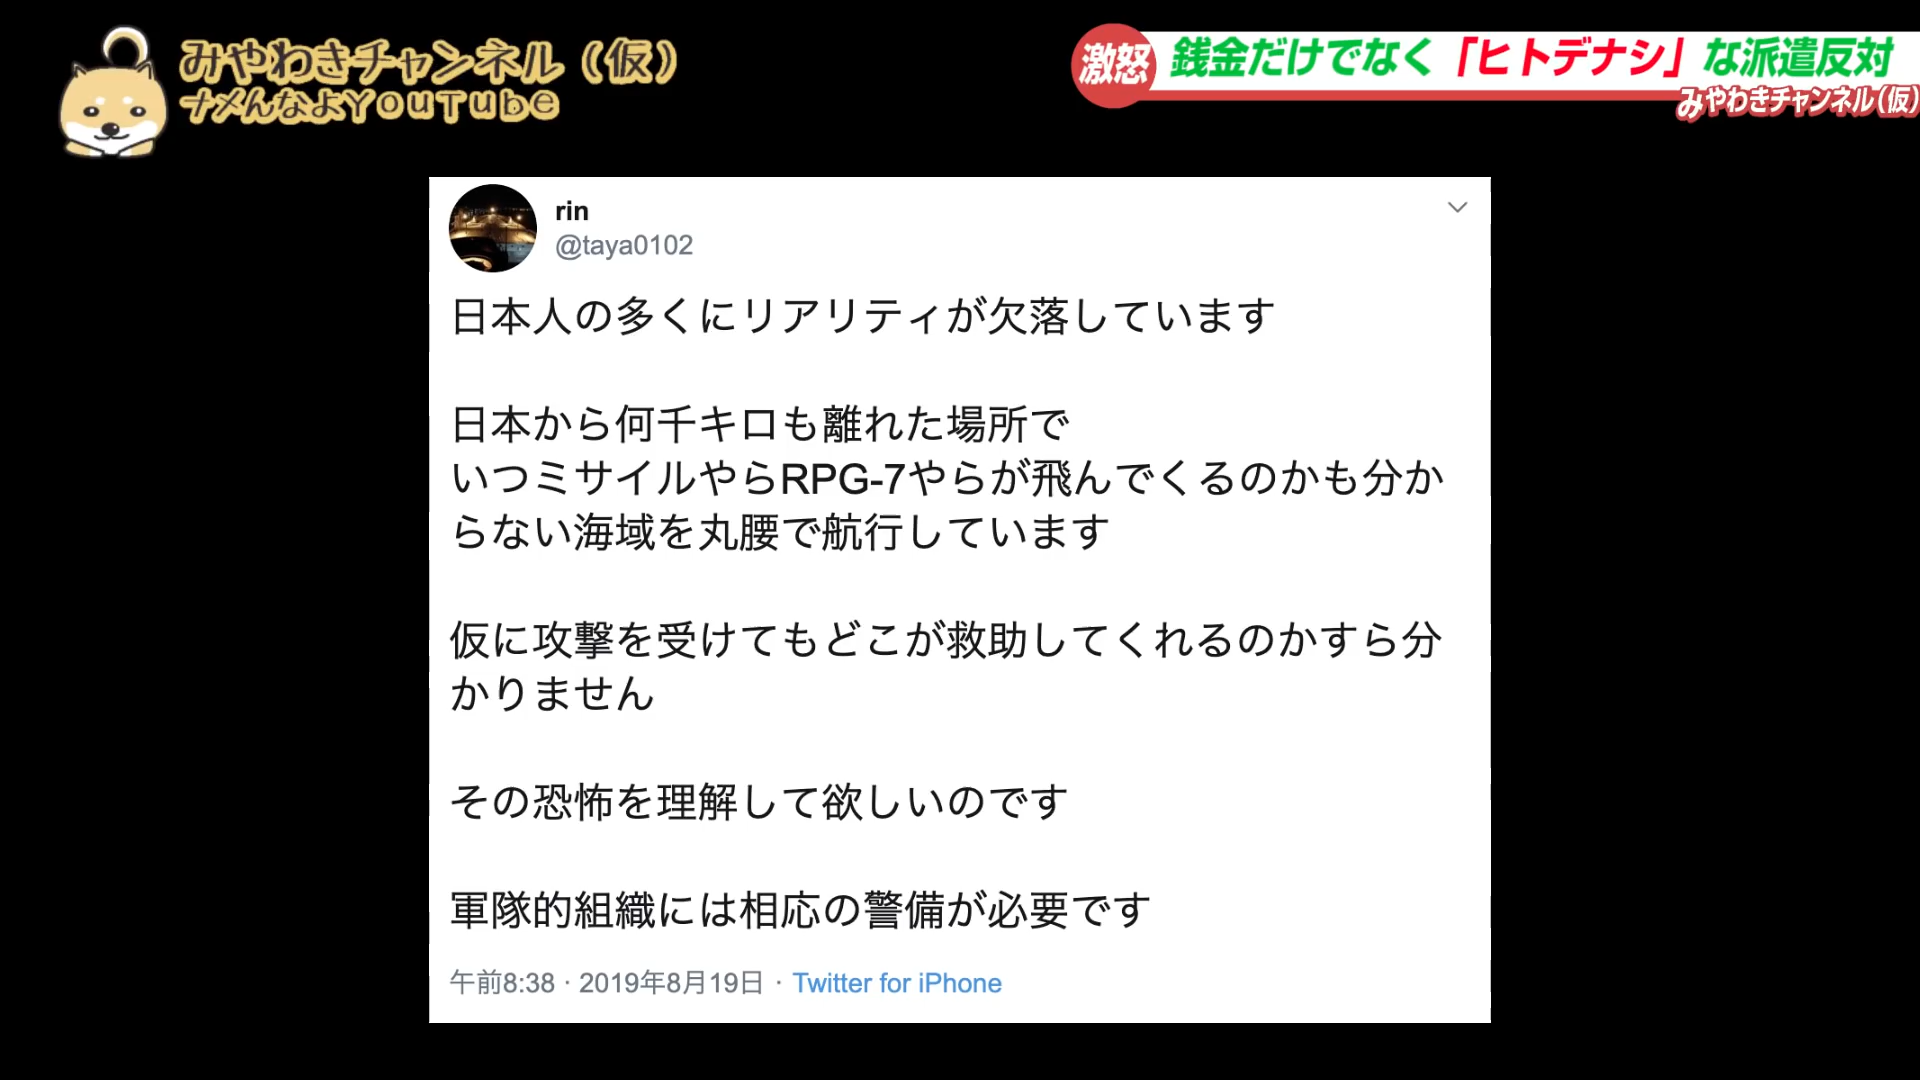 みやわきチャンネル（仮）
ナメんなよYouTube
激怒
銭金だけでなく「ヒトデナシ」な派遣反対
みやわきチャンネル(仮)
rin
@taya0102
日本人の多くにリアリティが欠落しています
日本から何千キロも離れた場所で
いつミサイルやらRPG-7やらが飛んでくるのかも分か
らない海域を丸腰で航行しています
仮に攻撃を受けてもどこが救助してくれるのかすら分
かりません
その恐怖を理解して欲しいのです
軍隊的組織には相応の警備が必要です
午前8:38 · 2019年8月19日 · Twitter for iPhone